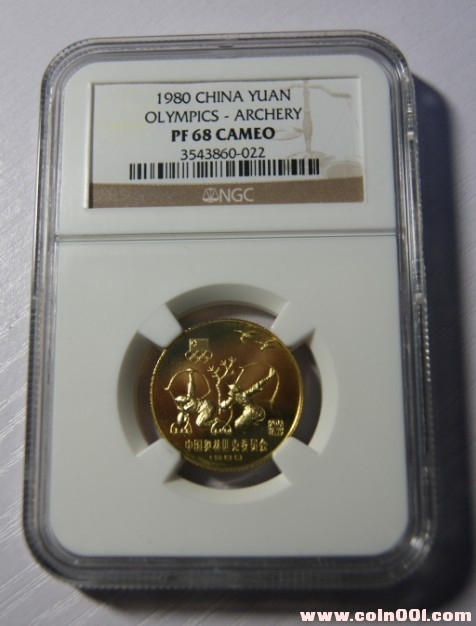 1980 CHINA YUAN
OLYMPICS - ARCHERY
PF 68 CAMEO
3543860-022
NGC
中国奥林匹克委员会
1980
www.coin001.com